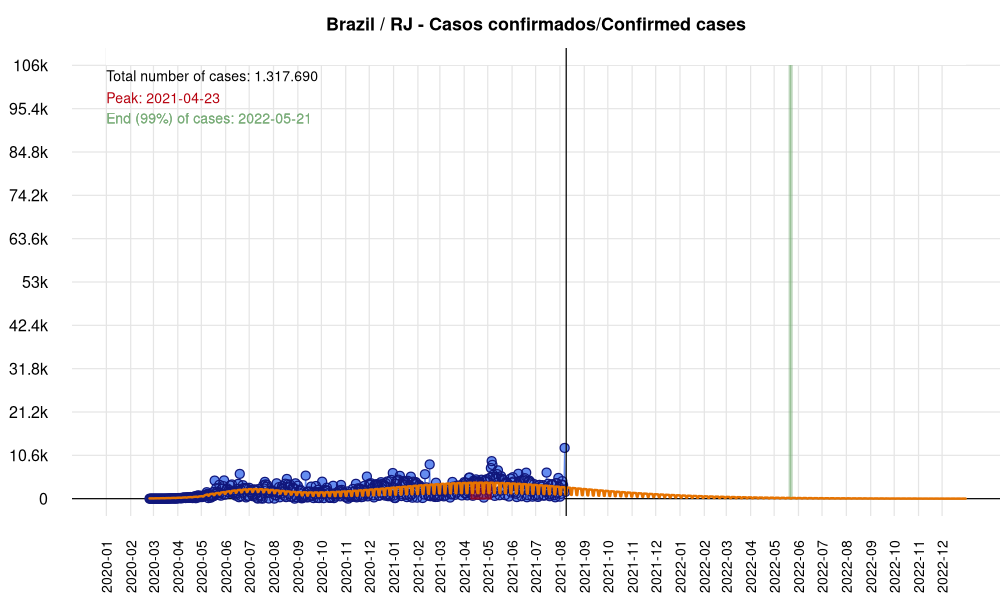 Brazil / RJ - Casos confirmados/Confirmed cases
106k
Total number of cases: 1.317.690
Peak: 2021-04-23
95.4k
End (99%) of cases: 2022-05-21
84.8k
74.2k
63.6k
53k
42.4k
31.8k
21.2k
10.6k
0
2020-01
2020-02
2020-03
2020-04
2020-05
2020-06
2020-07
2020-08
2020-09
2020-10
2020-11
2020-12
2021-01
2021-02
2021-03
2021-04
2021-05
2021-06
2021-07
2021-08
2021-09
2021-10
2021-11
2021-12
2022-01
2022-02
2022-03
2022-04
2022-05
2022-06
2022-07
2022-08
2022-09
2022-10
2022-11
2022-12